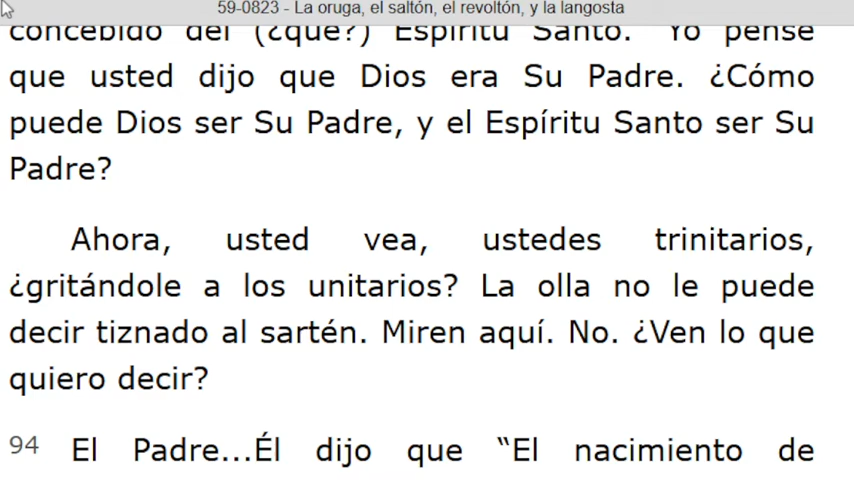 59-0823 - La oruga, el saltón, el revoltón, y la langosta
concebido del (¿qué?) Espíritu Santo.” Yo pensé
que usted dijo que Dios era Su Padre. ¿Cómo
puede Dios ser Su Padre, y el Espíritu Santo ser Su
Padre?
Ahora, usted vea, ustedes trinitarios,
¿gritándole a los unitarios? La olla no le puede
decir tiznado al sartén. Miren aquí. No. ¿Ven lo que
quiero decir?
94 El Padre...Él dijo que “El nacimiento de